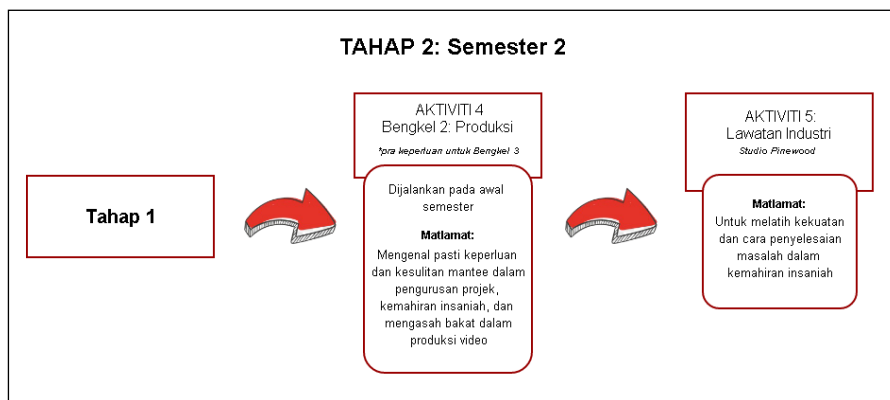 TAHAP 2: Semester 2
Tahap 1
AKTIVITI 4
Bengkel 2: Produksi
*pra keperluan untuk Bengkel 3
Dijalankan pada awal
semester
Matlamat:
Mengenal pasti keperluan
dan kesulitan mantee dalam
pengurusan projek,
kemahiran insaniah, dan
mengasah bakat dalam
produksi video
AKTIVITI 5:
Lawatan Industri
Studio Pinewood
Matlamat:
Untuk melatih kekuatan
dan cara penyelesaian
masalah dalam
kemahiran insaniah